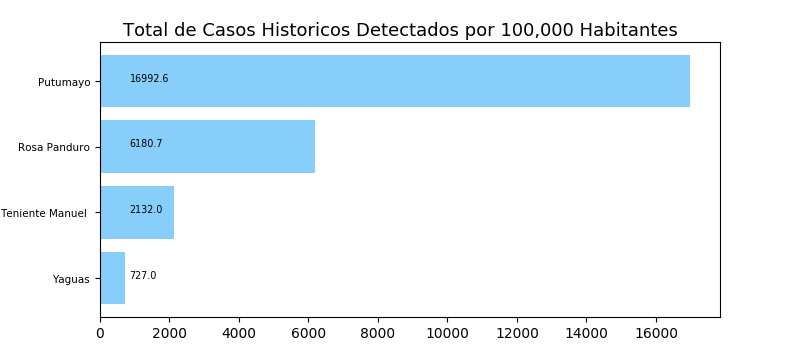 Total de Casos Historicos Detectados por 100,000 Habitantes
Putumayo 16992.6
Rosa Panduro 6180.7
Teniente Manuel 2132.0
Yaguas 727.0
0 2000 4000 6000 8000 10000 12000 14000 16000